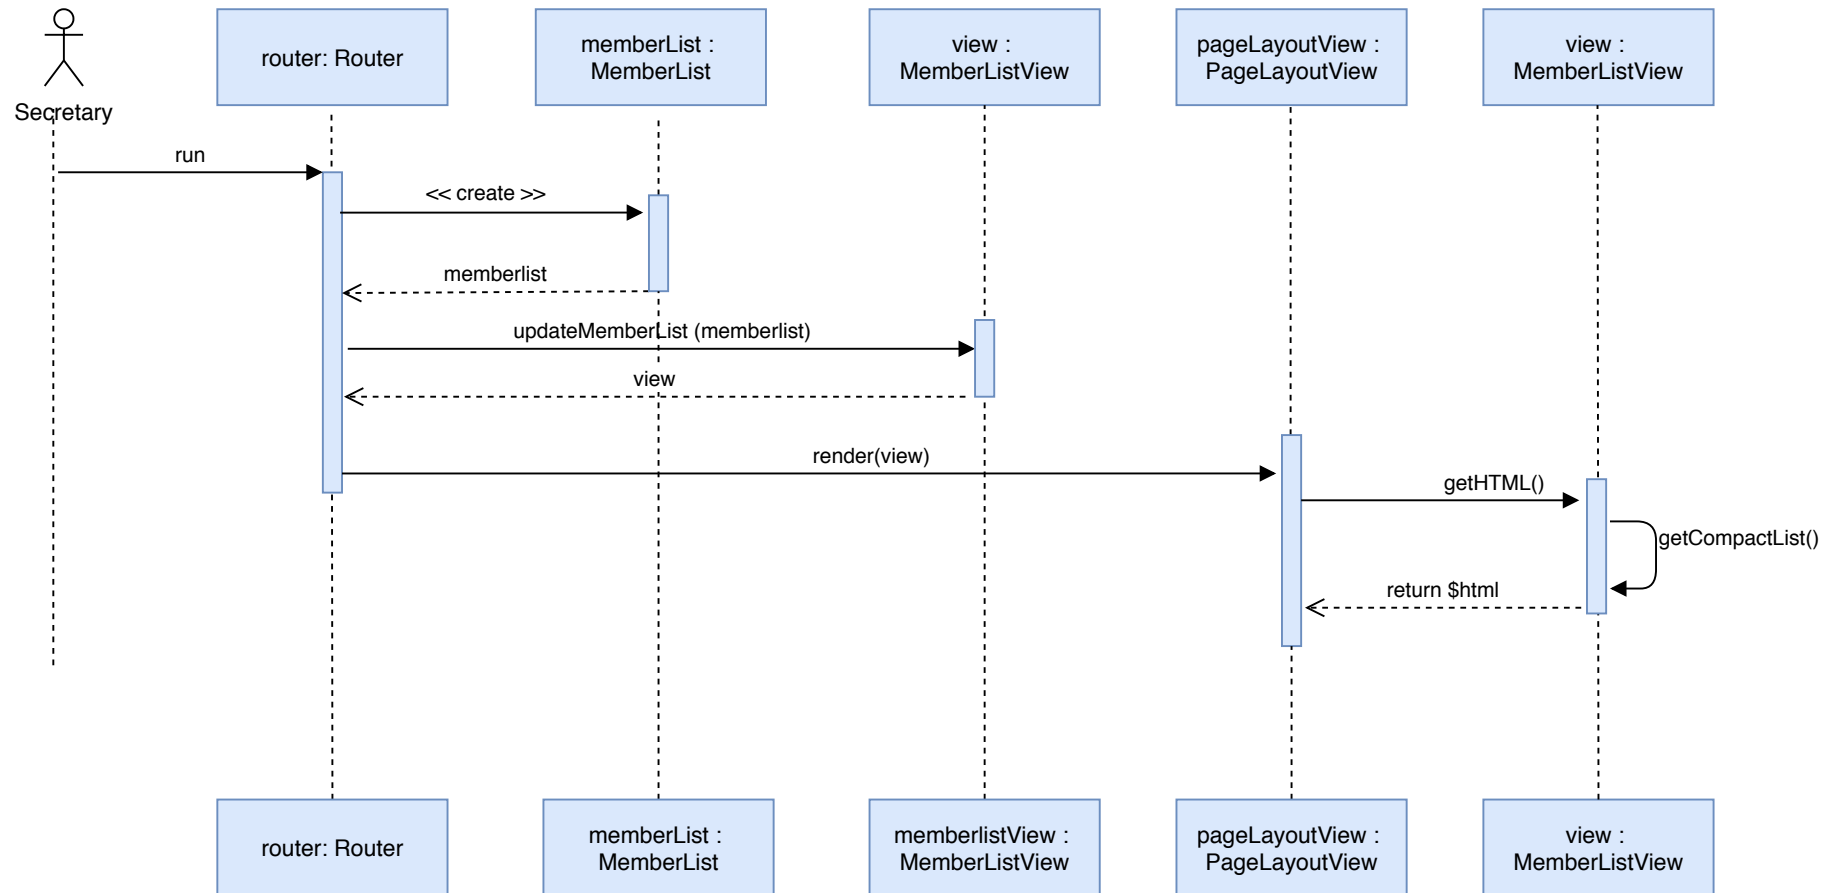 router: Router
memberList :
MemberList
view :
MemberListView
pageLayoutView :
PageLayoutView
view :
MemberListView
Secretary
run
<< create >>
memberlist
updateMemberList (memberlist)
view
render(view)
getHTML()
getCompactList()
return $html
router: Router
memberList :
MemberList
memberlistView :
MemberListView
pageLayoutView :
PageLayoutView
view :
MemberListView